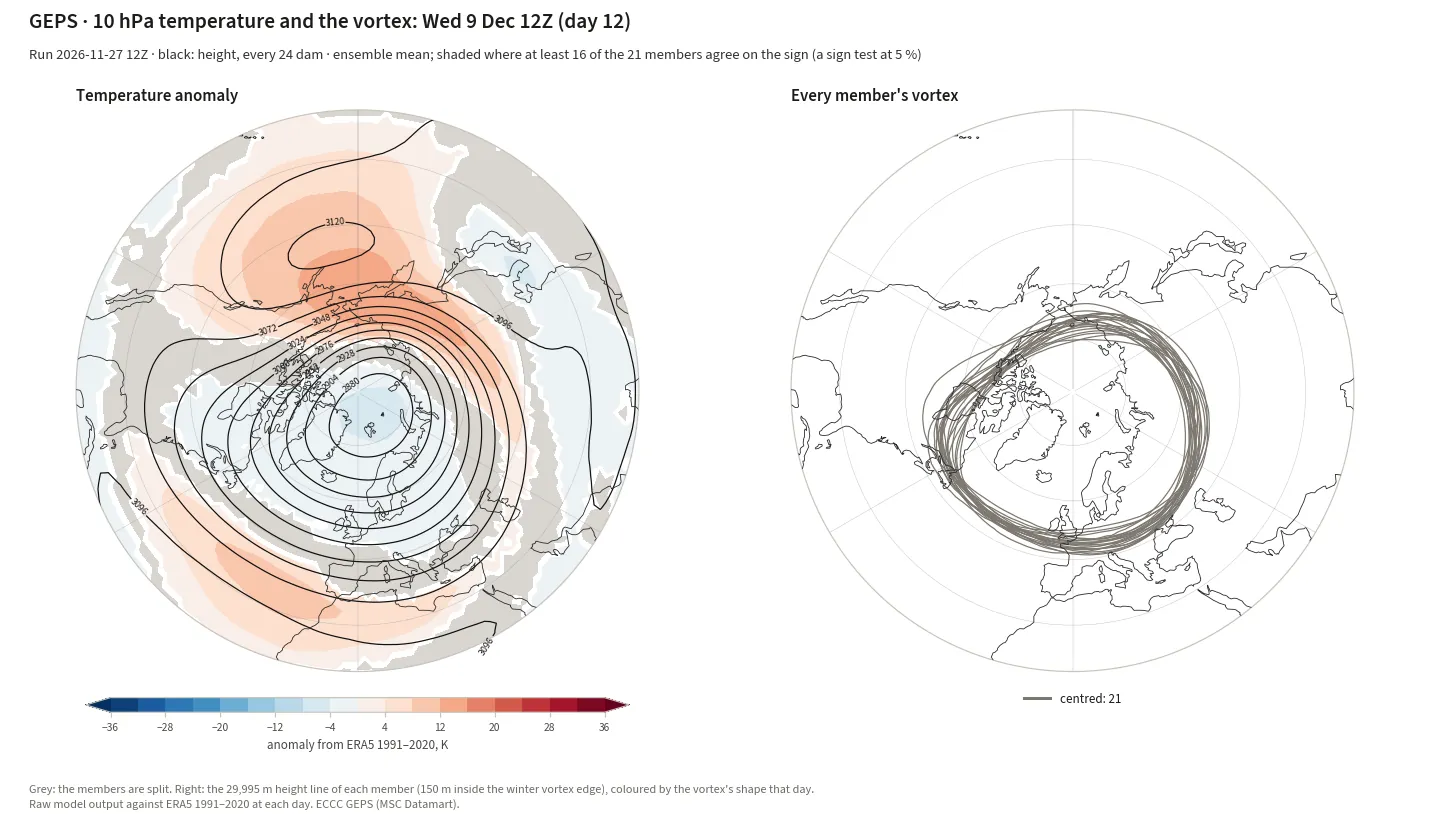 GEPS · 10 hPa temperature and the vortex: Wed 9 Dec 12Z (day 12)
Run 2026-11-27 12Z · black: height, every 24 dam · ensemble mean; shaded where at least 16 of the 21 members agree on the sign (a sign test at 5 %)
Temperature anomaly
Every member's vortex
3120
3096
3072
3048
3024
2976
2928
2904
2880
3096
3096
−36 −28 −20 −12 −4 4 12 20 28 36
anomaly from ERA5 1991–2020, K
centred: 21
Grey: the members are split. Right: the 29,995 m height line of each member (150 m inside the winter vortex edge), coloured by the vortex's shape that day.
Raw model output against ERA5 1991–2020 at each day. ECCC GEPS (MSC Datamart).